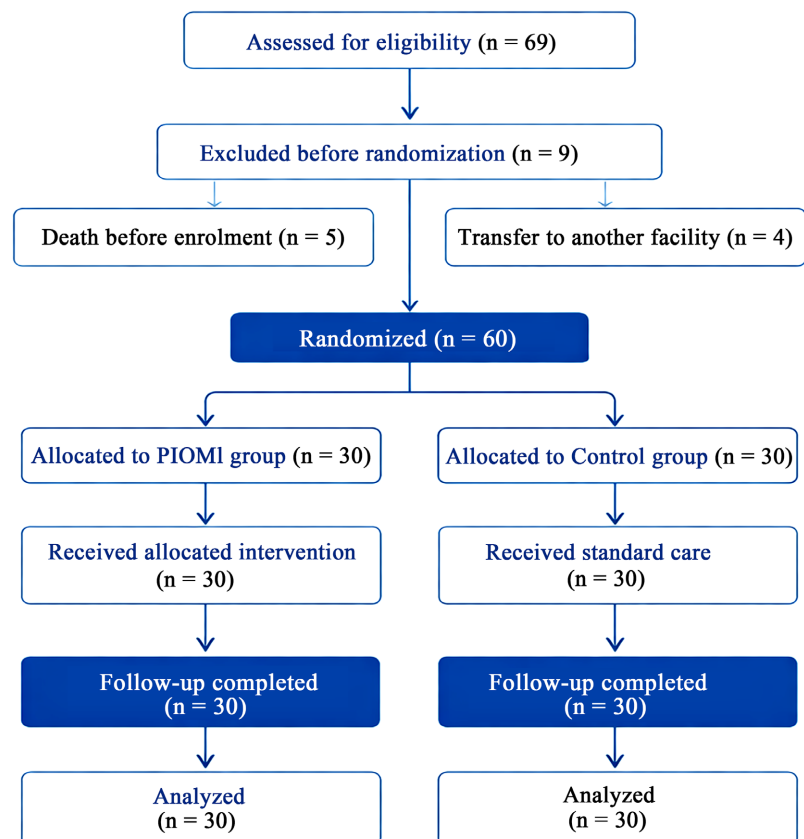 Assessed for eligibility (n = 69)
Excluded before randomization (n = 9)
Death before enrolment (n = 5)
Transfer to another facility (n = 4)
Randomized (n = 60)
Allocated to PIOMl group (n = 30)
Allocated to Control group (n = 30)
Received allocated intervention
(n = 30)
Received standard care
(n = 30)
Follow-up completed
(n = 30)
Follow-up completed
(n = 30)
Analyzed
(n = 30)
Analyzed
(n = 30)